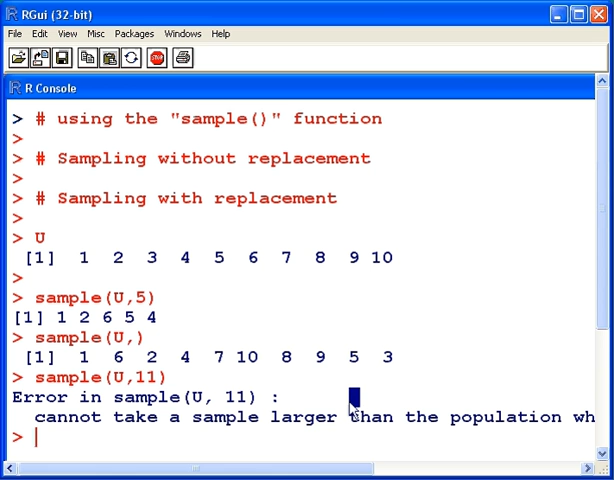 RGui (32-bit)
File Edit View Misc Packages Windows Help
STOP
R Console
> # using the "sample()" function
>
> # Sampling without replacement
>
> # Sampling with replacement
>
> U
[1] 1 2 3 4 5 6 7 8 9 10
>
> sample(U,5)
[1] 1 2 6 5 4
> sample(U,)
[1] 1 6 2 4 7 10 8 9 5 3
> sample(U,11)
Error in sample(U, 11) :
cannot take a sample larger than the population wh
>